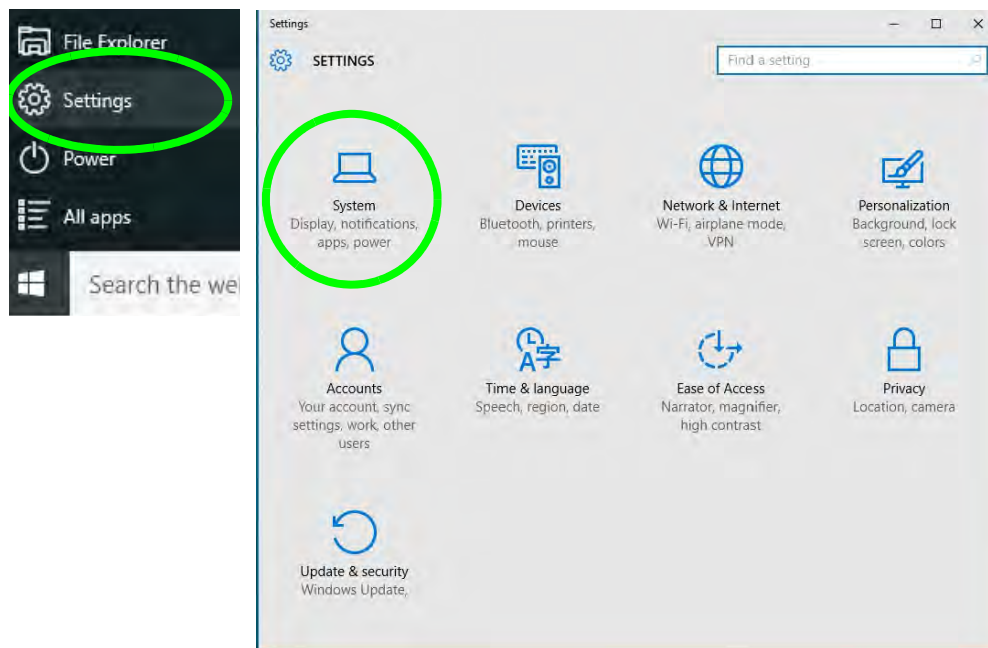 File Explorer
Settings
Power
All apps
Search the we
Settings
SETTINGS
Find a setting
System
Display, notifications,
apps, power
Devices
Bluetooth, printers,
mouse
Network & Internet
Wi-Fi, airplane mode,
VPN
Personalization
Background, lock
screen, colors
Accounts
Your account, sync
settings, work, other
users
Time & language
Speech, region, date
Ease of Access
Narrator, magnifier,
high contrast
Privacy
Location, camera
Update & security
Windows Update,